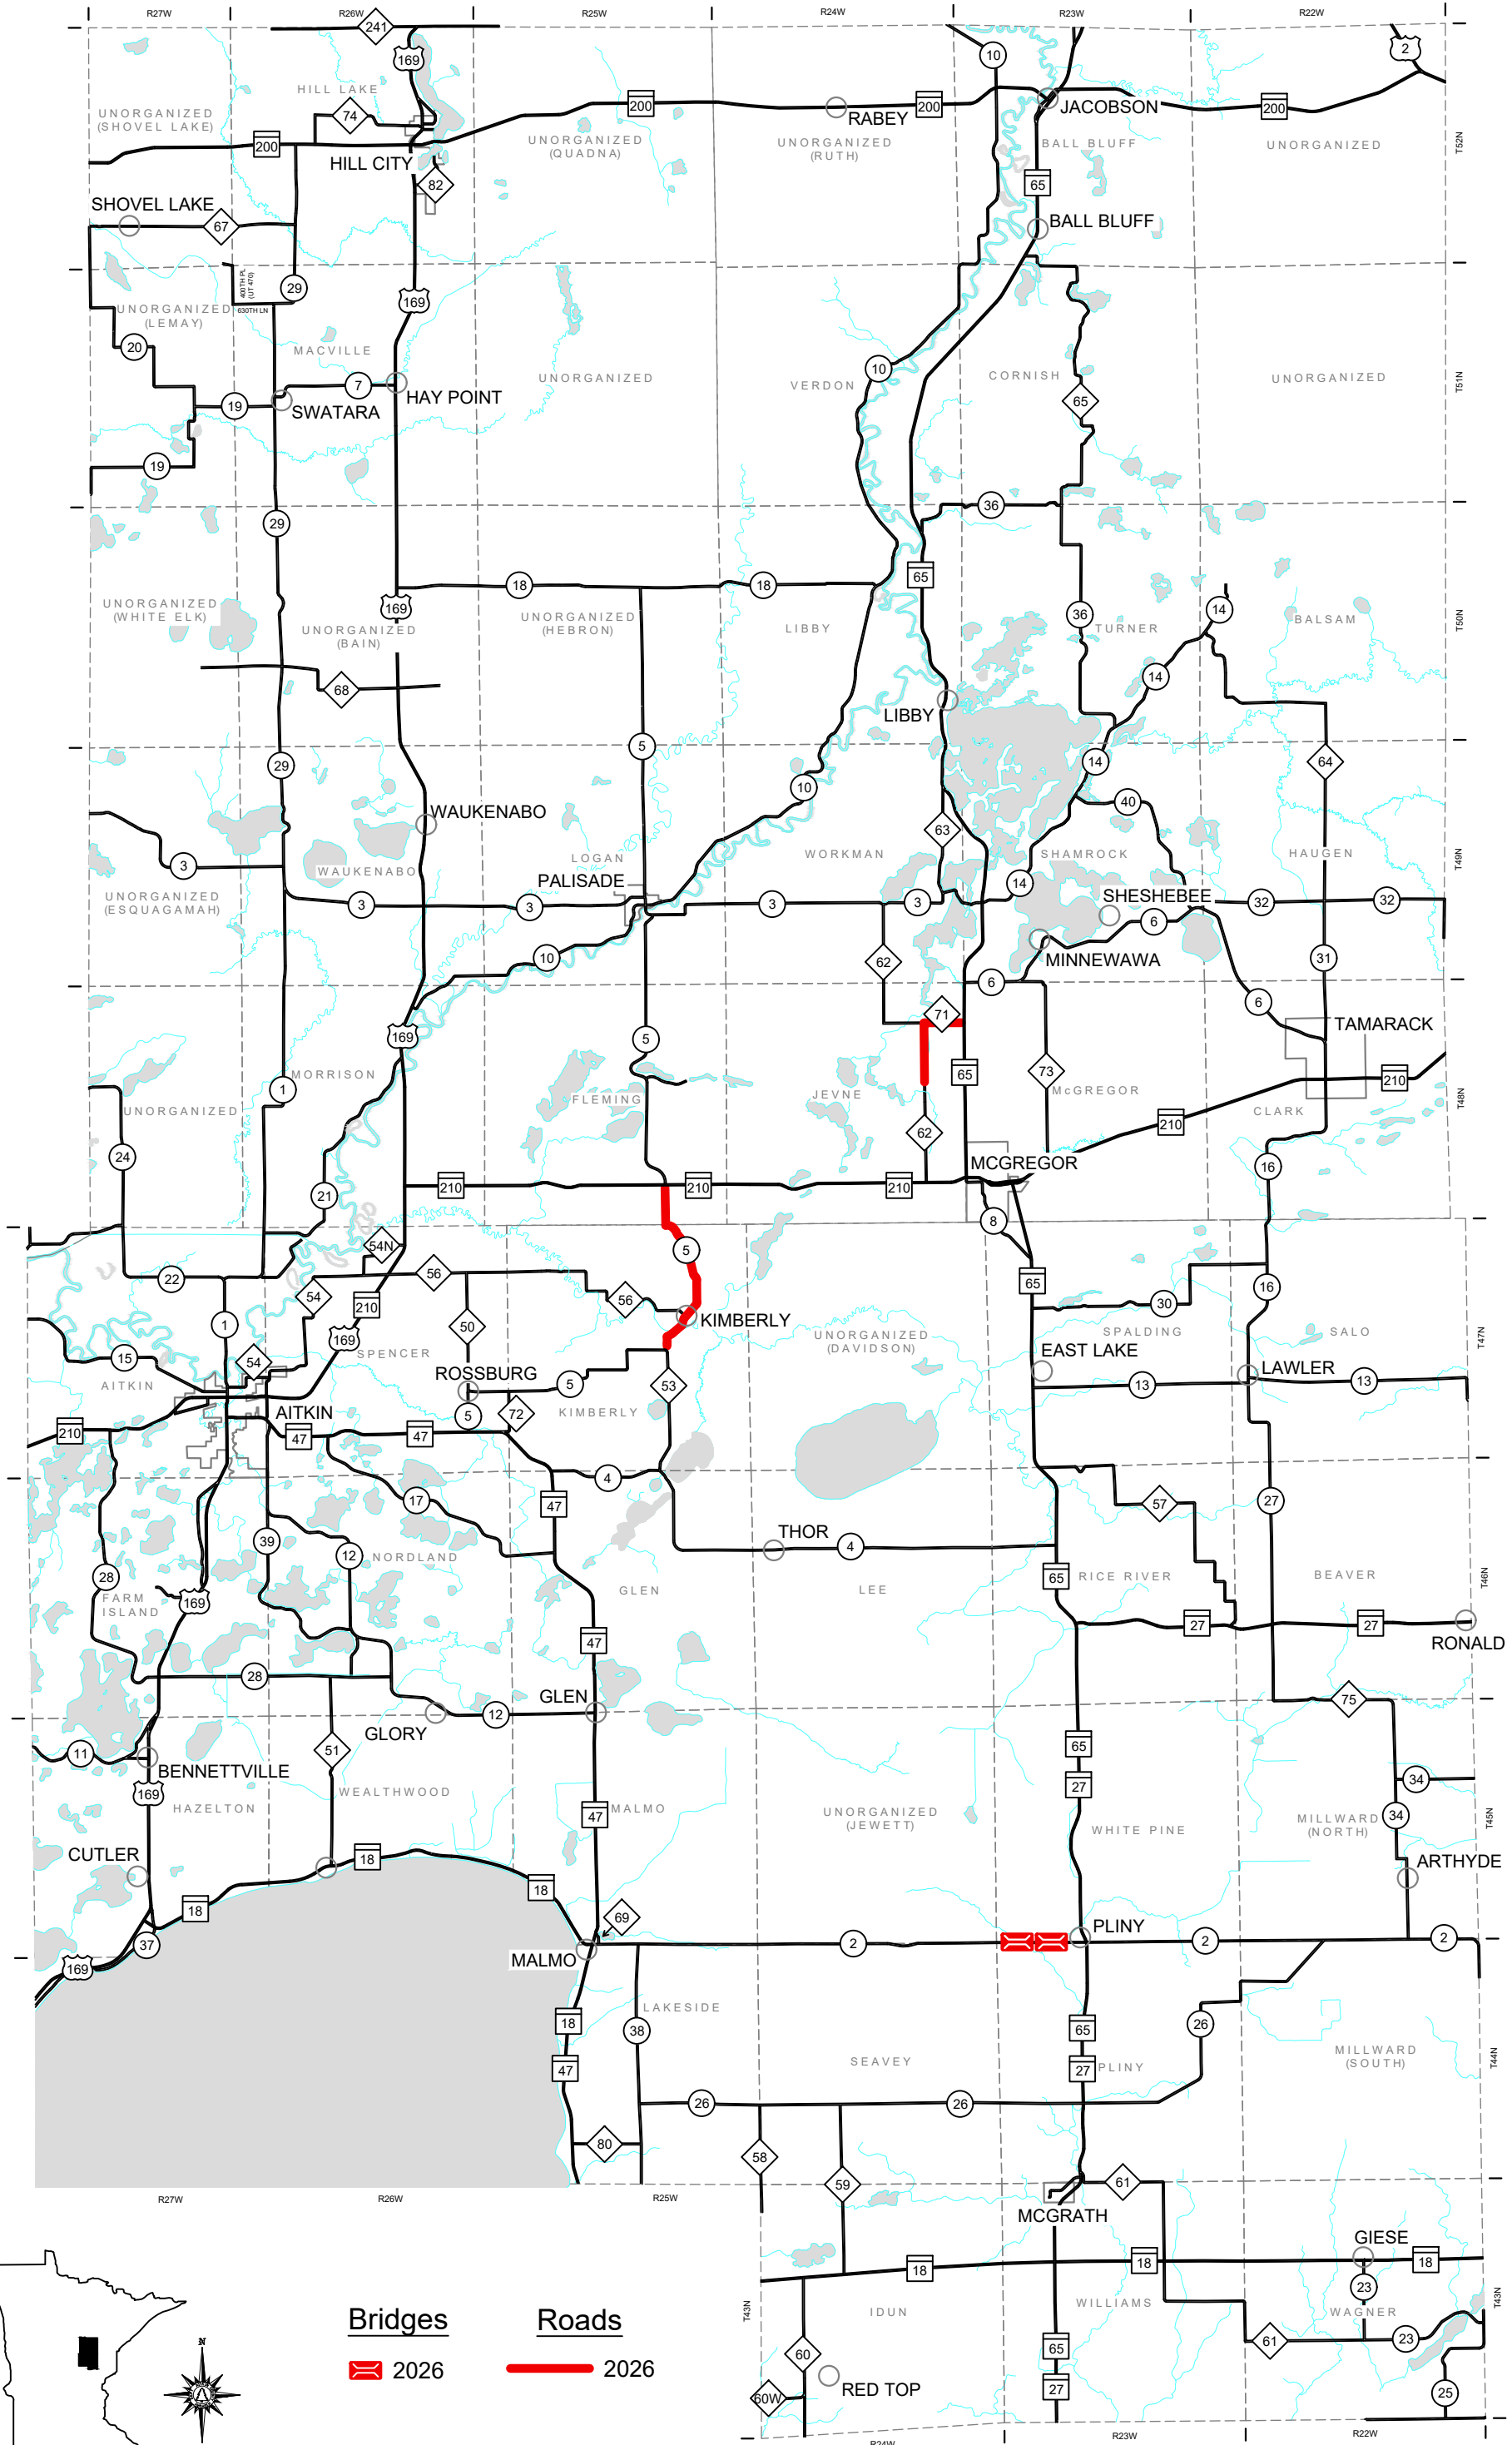 R27W
R26W
R25W
R24W
R23W
R22W
241
169
10
2
HILL LAKE
UNORGANIZED
(SHOVEL LAKE)
74
200
RABEY
200
JACOBSON
200
UNORGANIZED
(QUADNA)
UNORGANIZED
(RUTH)
BALL BLUFF
UNORGANIZED
T52N
200
HILL CITY
82
65
SHOVEL LAKE
67
BALL BLUFF
400TH PL
(UT 470)
29
169
UNORGANIZED
(LEMAY)
630TH LN
20
MACVILLE
7
HAY POINT
UNORGANIZED
VERDON
10
CORNISH
65
UNORGANIZED
T51N
19
SWATARA
19
29
36
18
18
65
169
UNORGANIZED
(WHITE ELK)
UNORGANIZED
(BAIN)
UNORGANIZED
(HEBRON)
LIBBY
36
TURNER
14
BALSAM
T50N
68
14
LIBBY
5
29
14
64
10
40
WAUKENABO
63
3
WAUKENABO
LOGAN
WORKMAN
SHAMROCK
HAUGEN
T49N
UNORGANIZED
(ESQUAGAMAH)
PALISADE
14
SHESHEBEE
3
3
3
3
6
32
32
10
62
MINNEWAWA
31
6
6
71
TAMARACK
169
5
65
73
210
MORRISON
1
UNORGANIZED
FLEMING
JEVNE
McGREGOR
CLARK
T48N
210
62
24
MCGREGOR
16
21
210
210
210
8
54N
5
22
56
65
16
54
210
56
30
1
50
KIMBERLY
169
UNORGANIZED
(DAVIDSON)
SPALDING
SALO
T47N
15
54
SPENCER
EAST LAKE
LAWLER
AITKIN
ROSSBURG
5
53
13
13
5
72
KIMBERLY
AITKIN
210
47
47
4
17
47
57
27
THOR
4
39
12
NORDLAND
28
FARM
ISLAND
169
GLEN
LEE
65
RICE RIVER
BEAVER
T46N
27
27
47
RONALD
28
GLEN
75
GLORY
12
11
51
65
BENNETTVILLE
34
169
WEALTHWOOD
27
HAZELTON
47
MALMO
UNORGANIZED
(JEWETT)
WHITE PINE
MILLWARD
(NORTH)
34
T45N
CUTLER
18
ARTHYDE
18
18
69
PLINY
37
2
2
2
MALMO
169
18
LAKESIDE
38
65
26
47
SEAVEY
27
PLINY
MILLWARD
(SOUTH)
T44N
26
26
80
58
59
61
R27W
R26W
R25W
MCGRATH
GIESE
18
18
18
23
T43N
IDUN
WILLIAMS
WAGNER
T43N
Bridges
Roads
2026
2026
N
60
65
61
23
60W
RED TOP
27
25
R24W
R23W
R22W